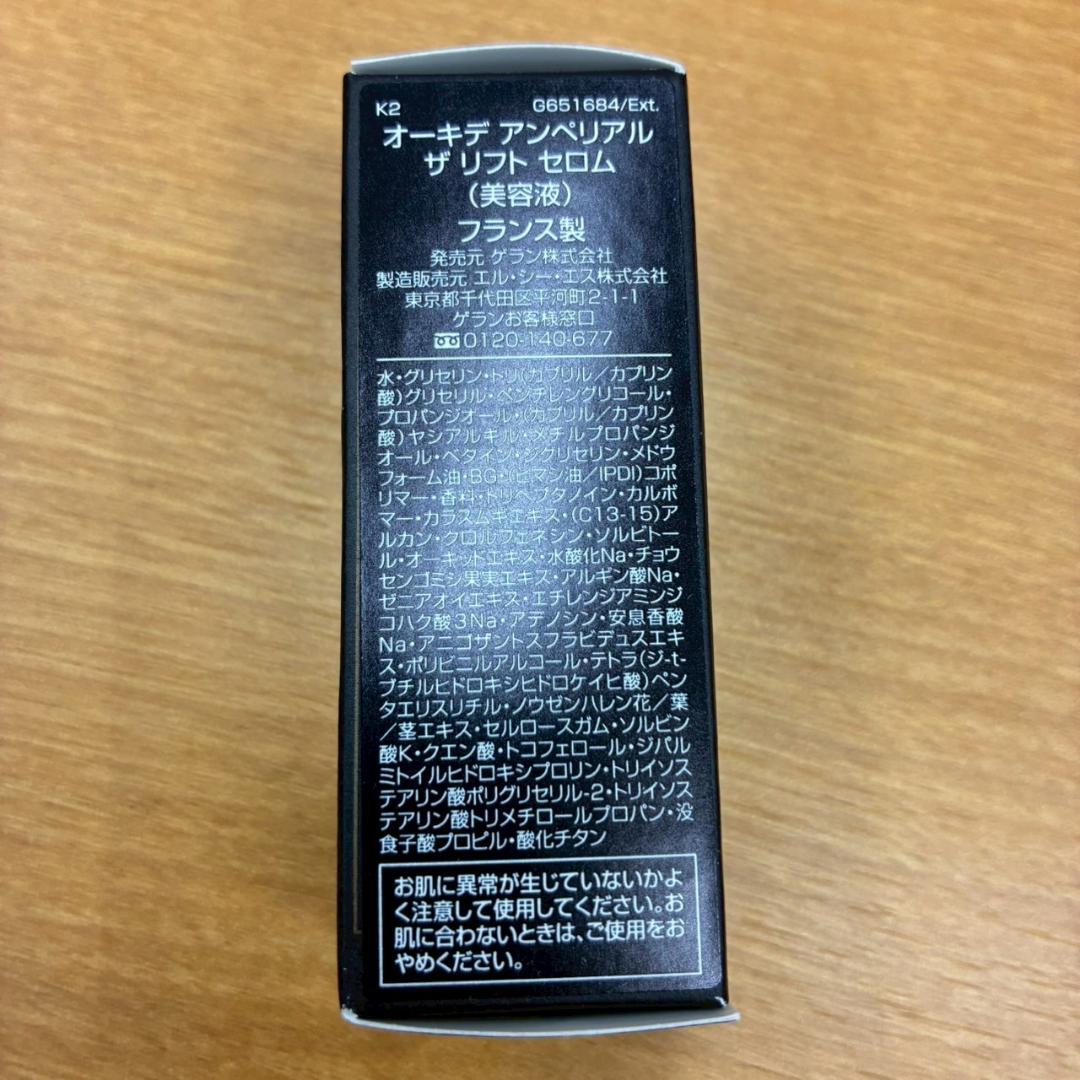 K2 G651684/Ext.
オーキデ アンペリアル
ザ リフト セロム
(美容液)
フランス製
発売元 ゲラン株式会社
製造販売元 エル・シー・エス株式会社
東京都千代田区平河町2-1-1
ゲランお客様窓口
0120-140-677
水・グリセリン・トリ(カプリル/カプリン
酸)グリセリル・ペンチレングリコール・
プロパンジオール・(カプリル/カプリン
酸)ヤシアルキル・メチルプロパンジ
オール・ベタイン・ジグリセリン・メドウ
フォーム油・BG・(ヒマシ油/IPDI)コポ
リマー・香料・トリヘプタノイン・カルボ
マー・カラスムギエキス・(C13-15)ア
ルカン・クロルフェネシン・ソルビトー
ル・オーキッドエキス・水酸化Na・チョウ
センゴミシ果実エキス・アルギン酸Na・
ゼニアオイエキス・エチレンジアミンジ
コハク酸3Na・アデノシン・安息香酸
Na・アニゴザントスフラビデュスエキ
ス・ポリビニルアルコール・テトラ(ジ-t-
ブチルヒドロキシヒドロケイヒ酸)ペン
タエリスリチル・ノウゼンハレン花/葉
/茎エキス・セルロースガム・ソルビン
酸K・クエン酸・トコフェロール・ジパル
ミトイルヒドロキシプロリン・トリイソス
テアリン酸ポリグリセリル-2・トリイソス
テアリン酸トリメチロールプロパン・没
食子酸プロピル・酸化チタン
お肌に異常が生じていないかよ
く注意して使用してください。お
肌に合わないときは、ご使用をお
やめください。